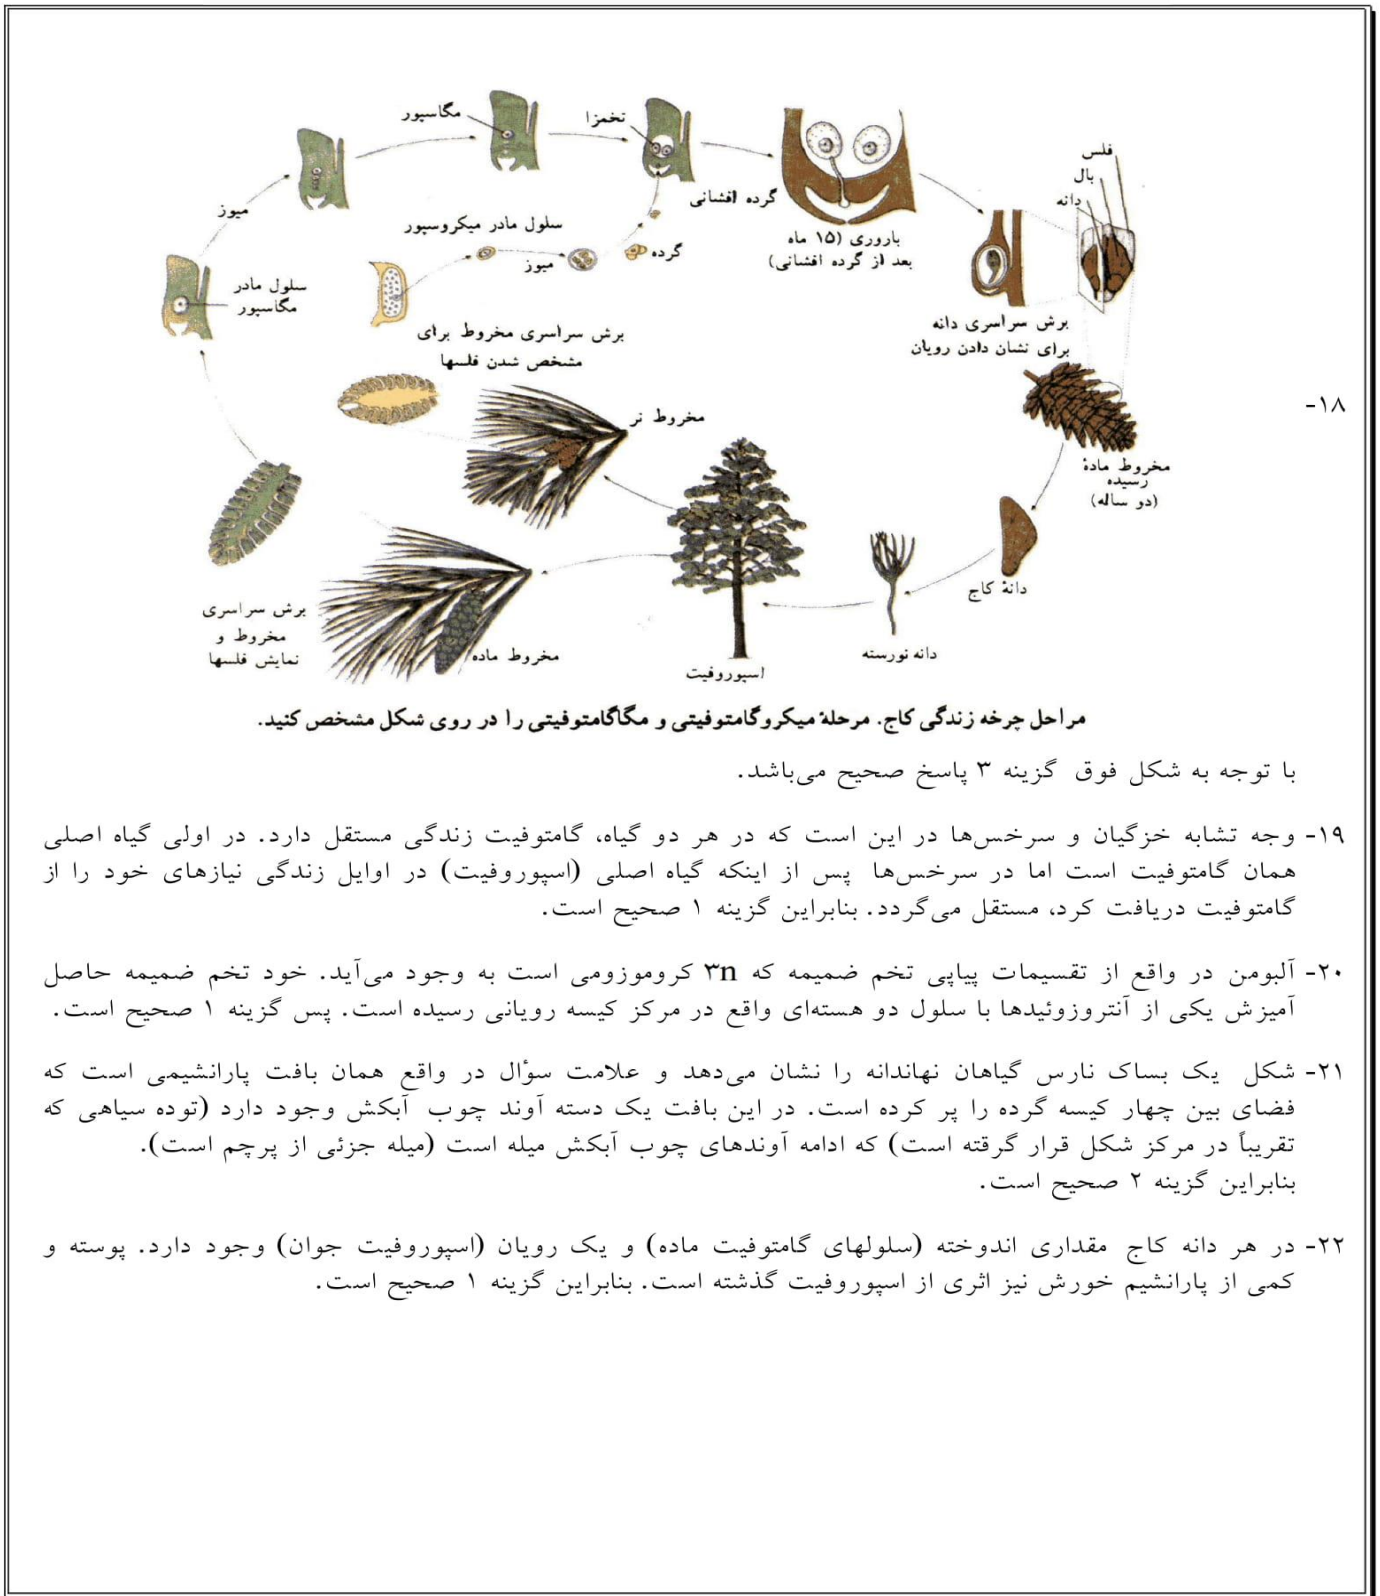 مگاسپور
تخمزا
میوز
گرده افشانی
سلول مادر میکروسپور
میوز
گرده
باروری (۱۵ ماه
بعد از گرده افشانی)
فلس
بال
دانه
سلول مادر
مگاسپور
برش سراسری دانه
برای نشان دادن رویان
برش سراسری مخروط برای
مشخص شدن فلسها
مخروط نر
۱۸-
مخروط مادهٔ
رسیده
(دو ساله)
دانهٔ کاج
برش سراسری
مخروط و
نمایش فلسها
مخروط ماده
اسپوروفیت
دانه نورسته
مراحل چرخه زندگی کاج. مرحلهٔ میکروگامتوفیتی و مگاگامتوفیتی را در روی شکل مشخص کنید.
با توجه به شکل فوق گزینه ۳ پاسخ صحیح می‌باشد.
۱۹- وجه تشابه خزگیان و سرخس‌ها در این است که در هر دو گیاه، گامتوفیت زندگی مستقل دارد. در اولی گیاه اصلی
همان گامتوفیت است اما در سرخس‌ها پس از اینکه گیاه اصلی (اسپوروفیت) در اوایل زندگی نیازهای خود را از
گامتوفیت دریافت کرد، مستقل می‌گردد. بنابراین گزینه ۱ صحیح است.
۲۰- آلبومن در واقع از تقسیمات پیاپی تخم ضمیمه که ۳n کروموزومی است به وجود می‌آید. خود تخم ضمیمه حاصل
آمیزش یکی از آنتروزوئیدها با سلول دو هسته‌ای واقع در مرکز کیسه رویانی رسیده است. پس گزینه ۱ صحیح است.
۲۱- شکل یک بساک نارس گیاهان نهاندانه را نشان می‌دهد و علامت سؤال در واقع همان بافت پارانشیمی است که
فضای بین چهار کیسه گرده را پر کرده است. در این بافت یک دسته آوند چوب آبکش وجود دارد (توده سیاهی که
تقریباً در مرکز شکل قرار گرقته است) که ادامه آوندهای چوب آبکش میله است (میله جزئی از پرچم است).
بنابراین گزینه ۲ صحیح است.
۲۲- در هر دانه کاج مقداری اندوخته (سلولهای گامتوفیت ماده) و یک رویان (اسپوروفیت جوان) وجود دارد. پوسته و
کمی از پارانشیم خورش نیز اثری از اسپوروفیت گذشته است. بنابراین گزینه ۱ صحیح است.